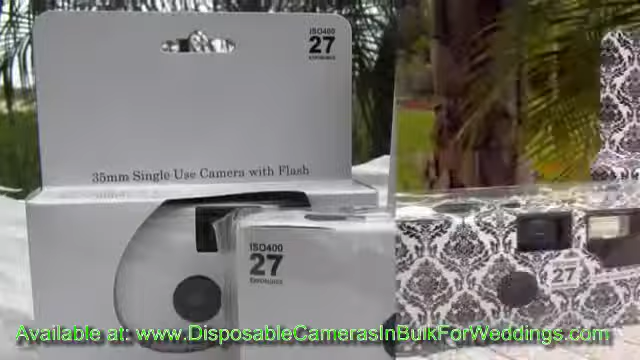 ISO400
27
EXPOSURES
35mm Single Use Camera with Flash
ISO400
27
EXPOSURES
27
Available at: www.DisposableCamerasInBulkForWeddings.com